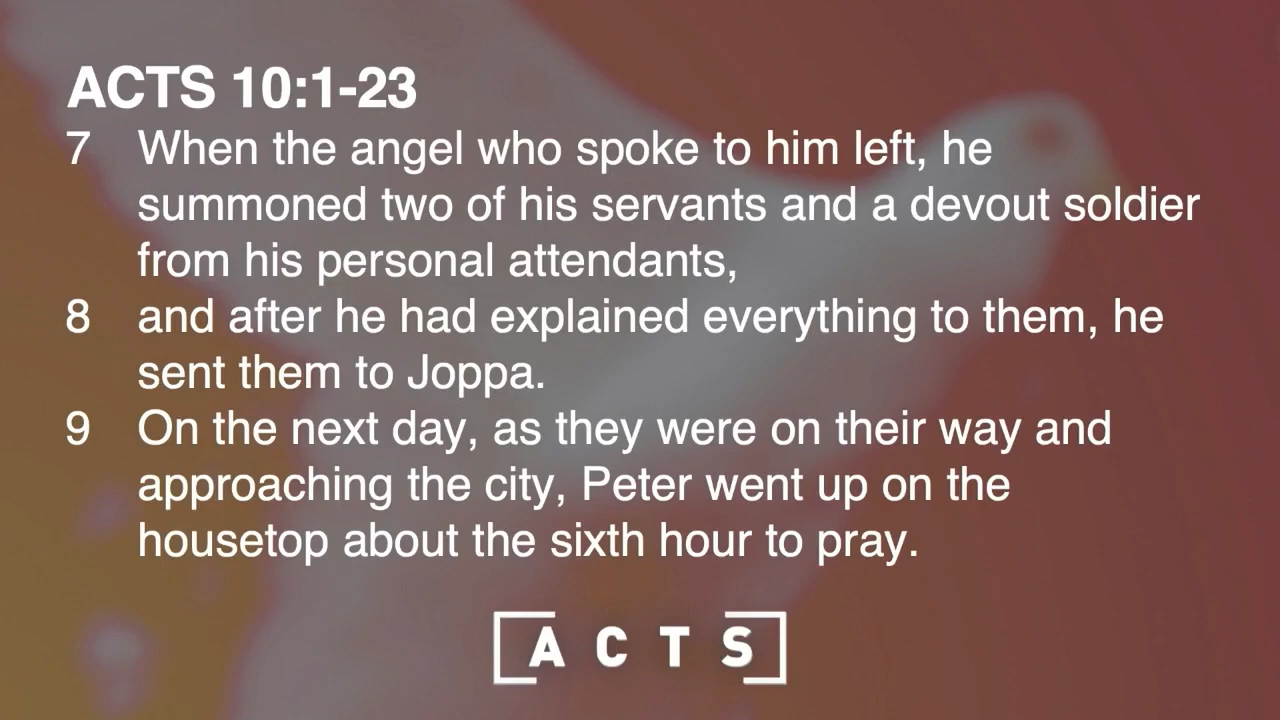 ACTS 10:1-23
7 When the angel who spoke to him left, he
summoned two of his servants and a devout soldier
from his personal attendants,
8 and after he had explained everything to them, he
sent them to Joppa.
9 On the next day, as they were on their way and
approaching the city, Peter went up on the
housetop about the sixth hour to pray.
ACTS